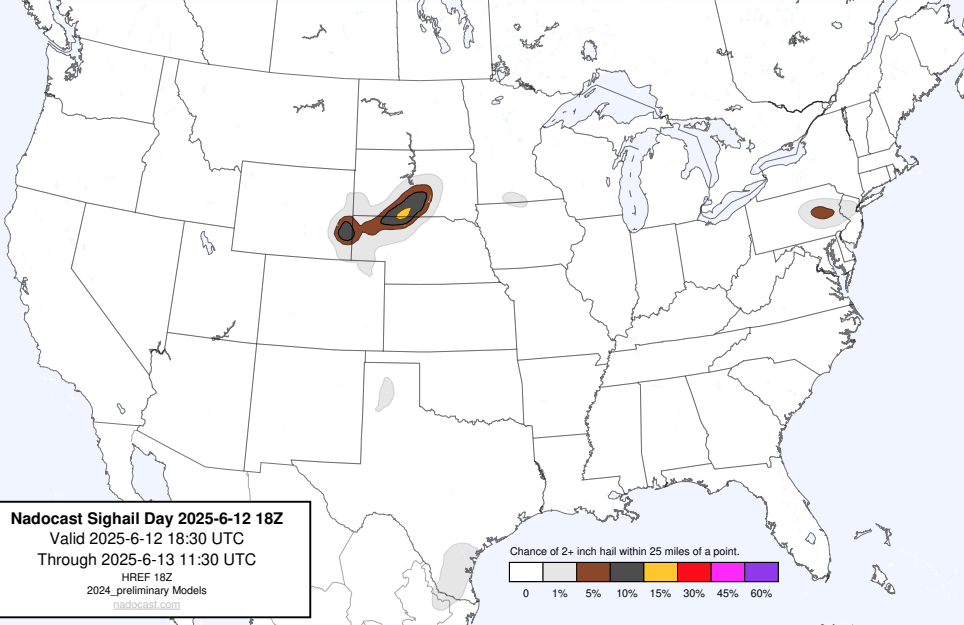 Nadocast Sighail Day 2025-6-12 18Z
Valid 2025-6-12 18:30 UTC
Through 2025-6-13 11:30 UTC
HREF 18Z
2024_preliminary Models
nadocast.com
Chance of 2+ inch hail within 25 miles of a point.
0 1% 5% 10% 15% 30% 45% 60%